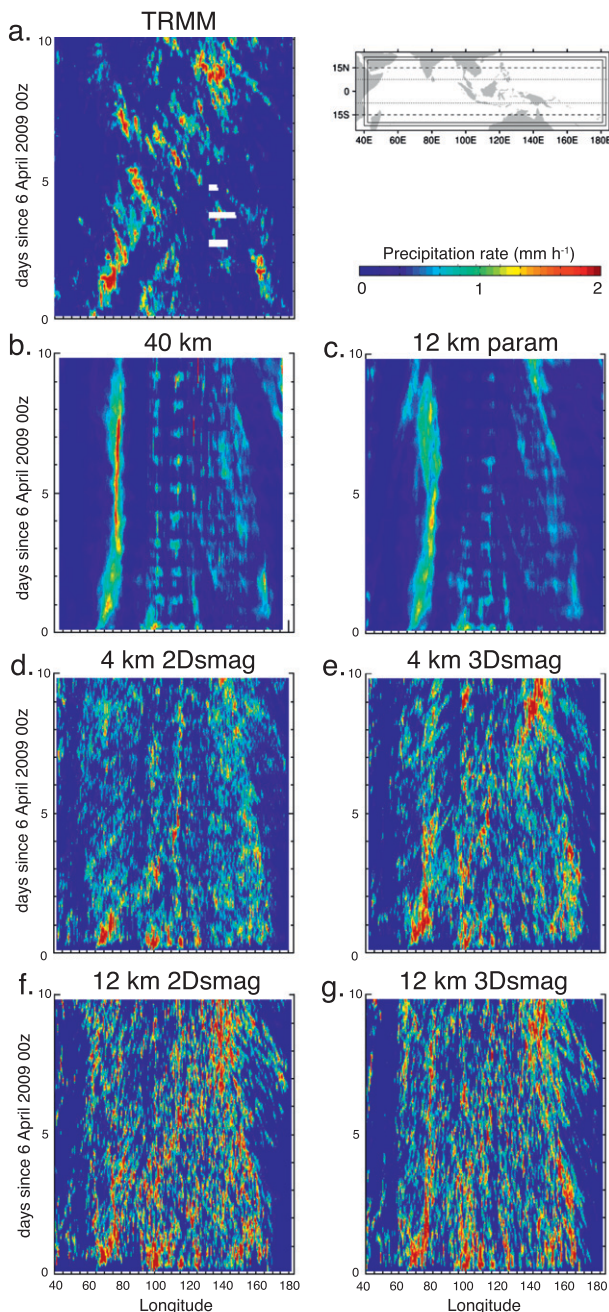 a. TRMM
10
5
0
days since 6 April 2009 00z
15N
0
15S
40E 60E 80E 100E 120E 140E 160E 180E
Precipitation rate (mm h-1)
0 1 2
b. 40 km
10
5
0
days since 6 April 2009 00z
c. 12 km param
10
5
0
d. 4 km 2Dsmag
10
5
0
days since 6 April 2009 00z
e. 4 km 3Dsmag
10
5
0
f. 12 km 2Dsmag
10
5
0
days since 6 April 2009 00z
40 60 80 100 120 140 160 180
Longitude
g. 12 km 3Dsmag
10
5
0
40 60 80 100 120 140 160 180
Longitude